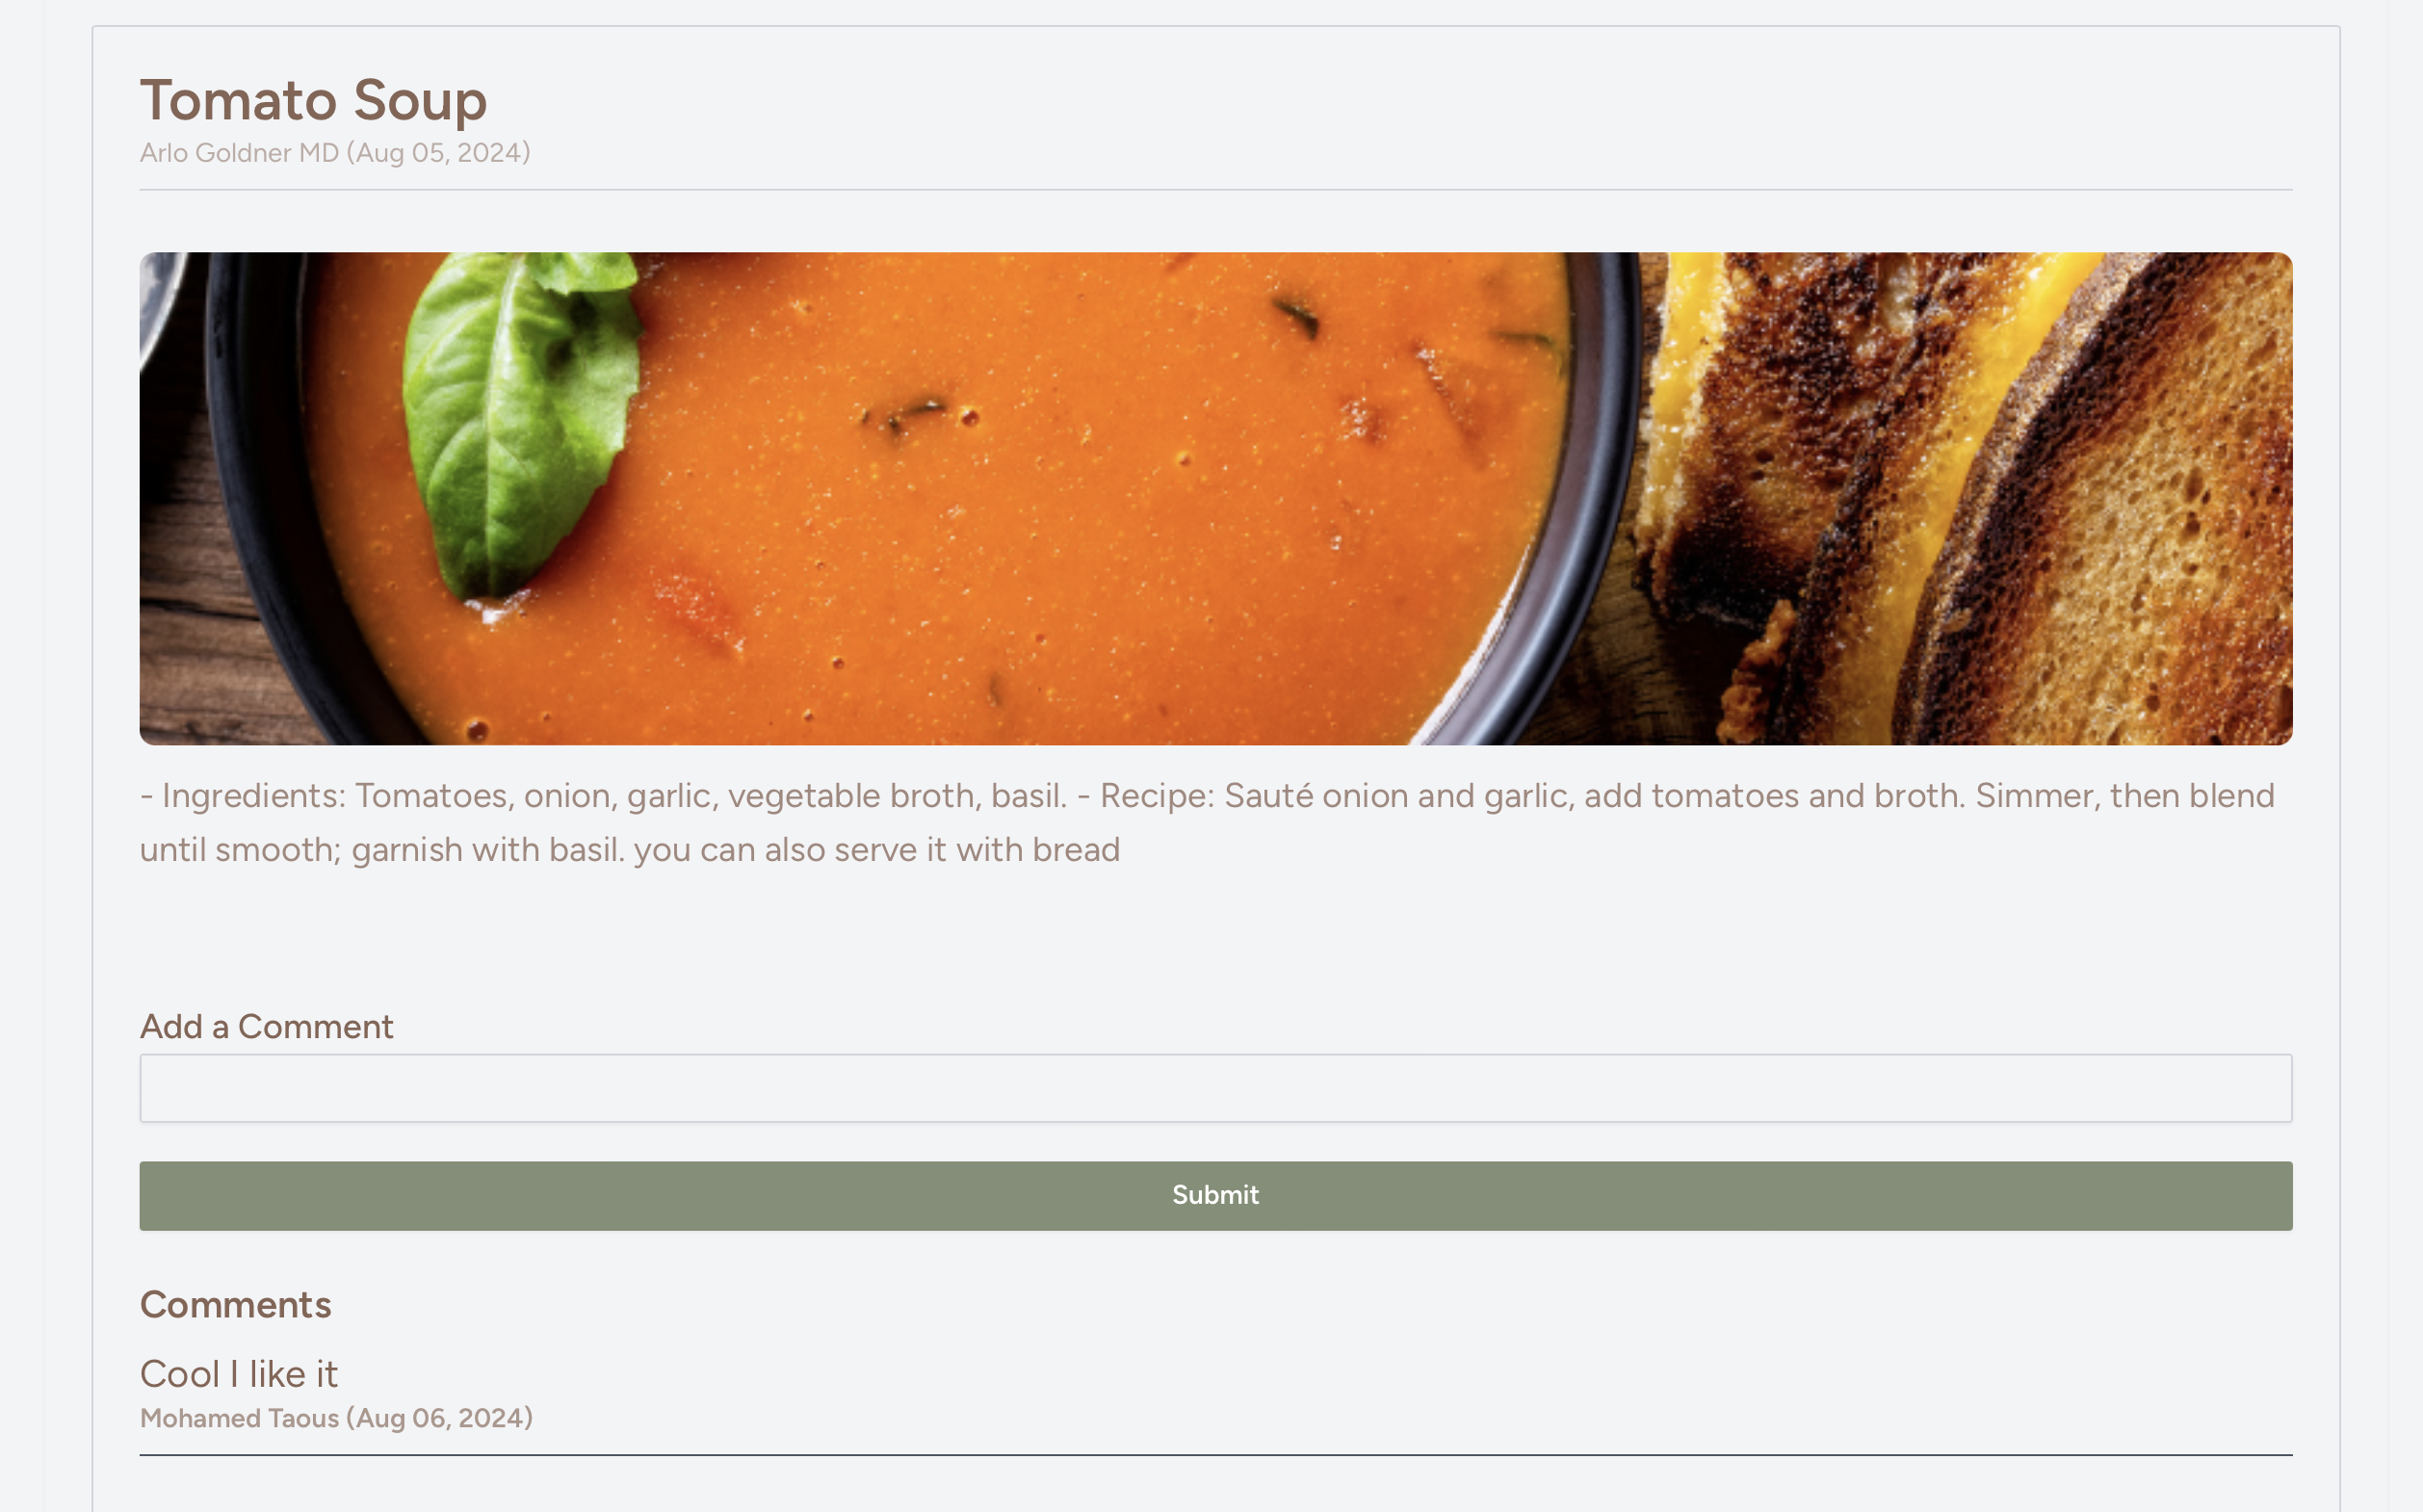 Tomato Soup
Arlo Goldner MD (Aug 05, 2024)
- Ingredients: Tomatoes, onion, garlic, vegetable broth, basil. - Recipe: Sauté onion and garlic, add tomatoes and broth. Simmer, then blend
until smooth; garnish with basil. you can also serve it with bread
Add a Comment
Submit
Comments
Cool I like it
Mohamed Taous (Aug 06, 2024)